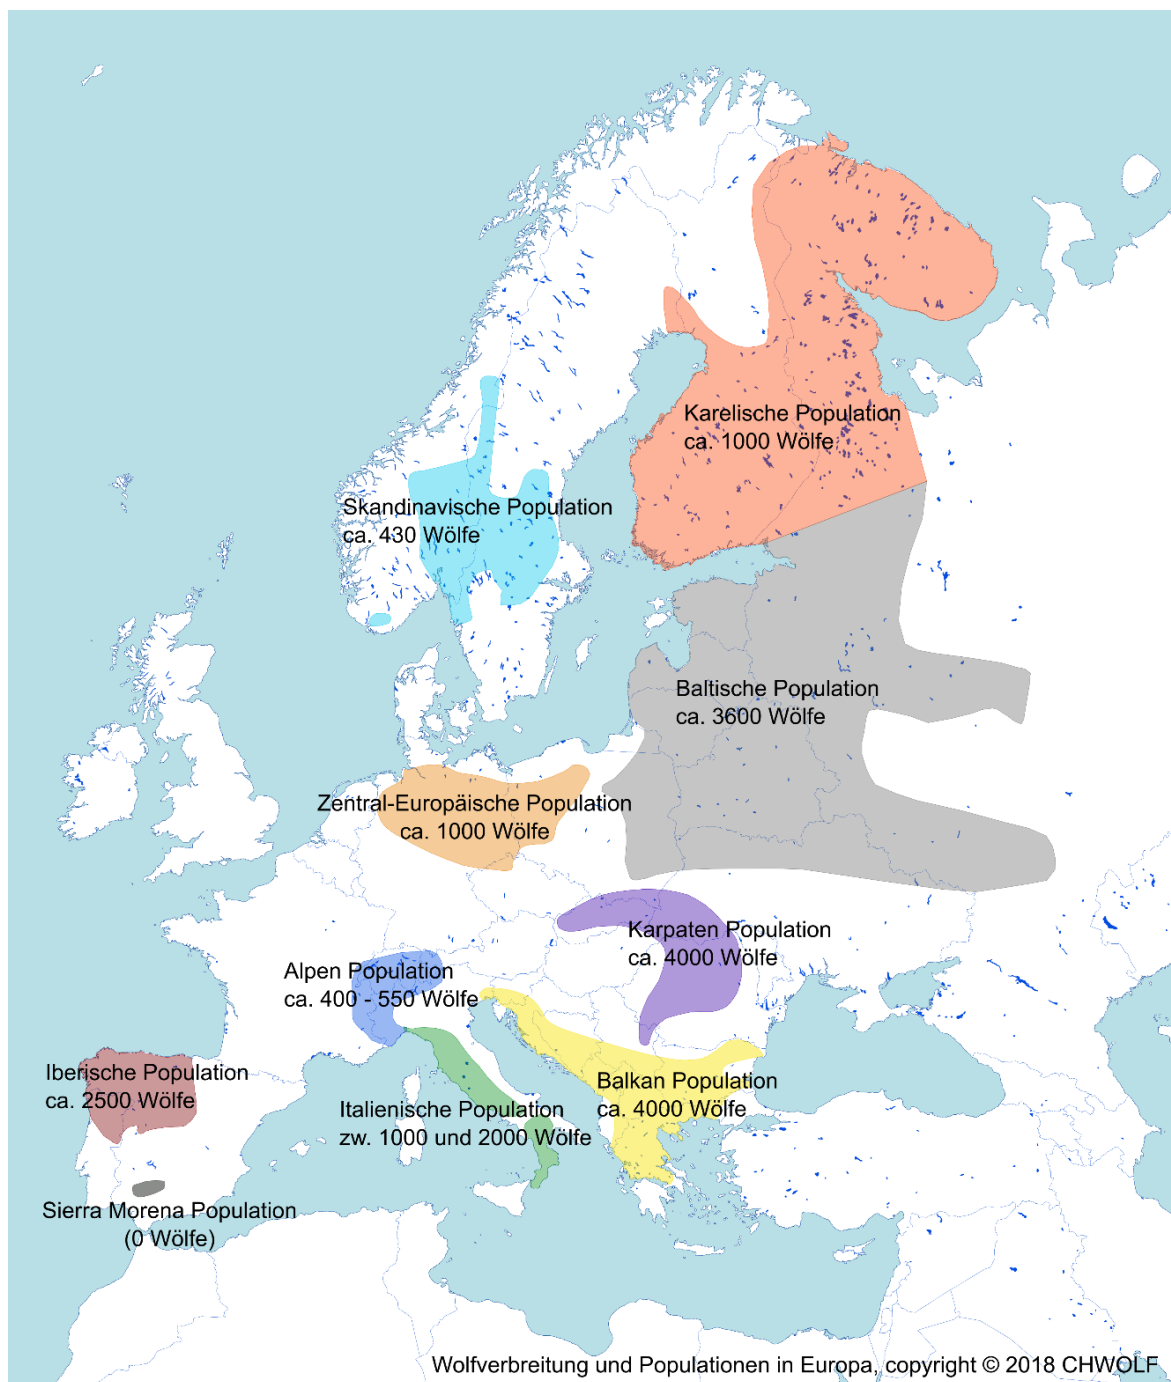 Karelische Population
ca. 1000 Wölfe
Skandinavische Population
ca. 430 Wölfe
Baltische Population
ca. 3600 Wölfe
Zentral-Europäische Population
ca. 1000 Wölfe
Karpaten Population
ca. 4000 Wölfe
Alpen Population
ca. 400 - 550 Wölfe
Iberische Population
ca. 2500 Wölfe
Balkan Population
ca. 4000 Wölfe
Italienische Population
zw. 1000 und 2000 Wölfe
Sierra Morena Population
(0 Wölfe)
Wolfverbreitung und Populationen in Europa, copyright © 2018 CHWOLF